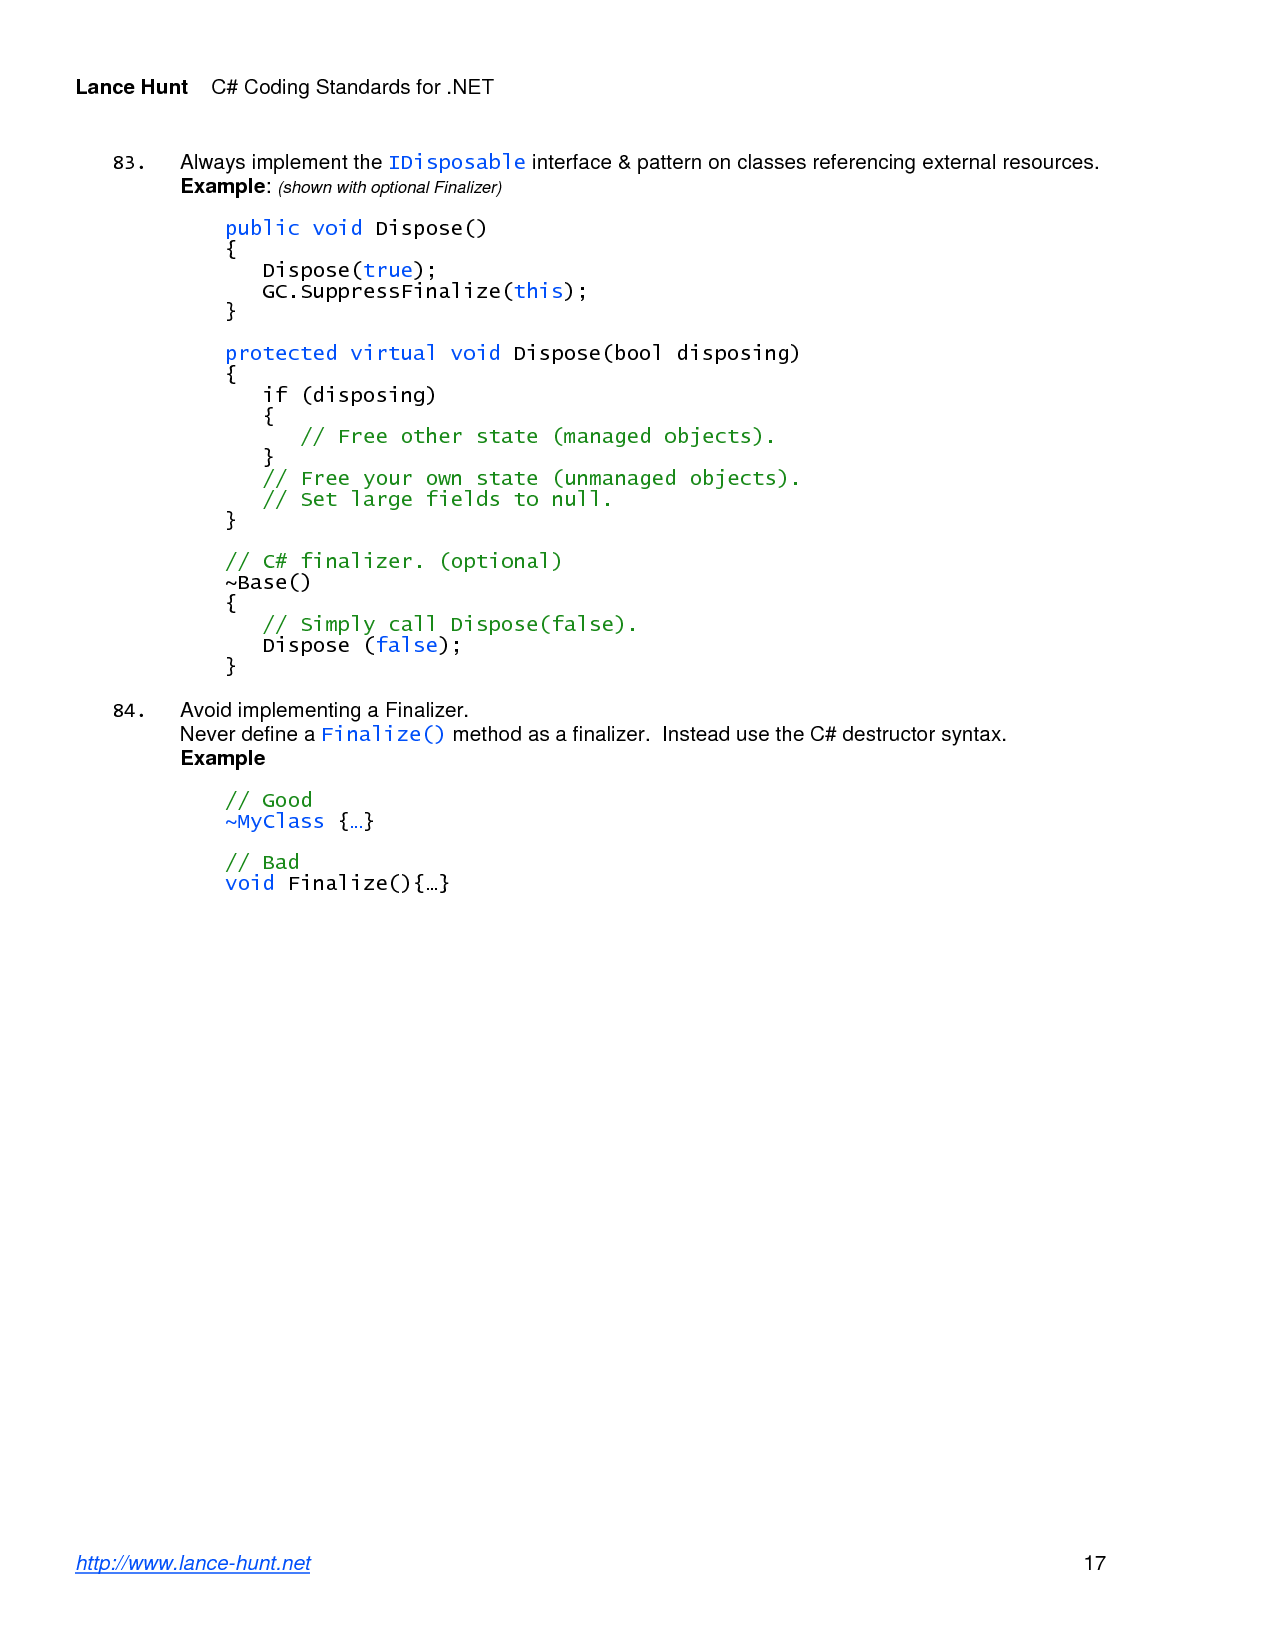 Lance Hunt C# Coding Standards for .NET
83. Always implement the IDisposable interface & pattern on classes referencing external resources.
Example: (shown with optional Finalizer)
public void Dispose()
{
Dispose(true);
GC.SuppressFinalize(this);
}
protected virtual void Dispose(bool disposing)
{
if (disposing)
{
// Free other state (managed objects).
}
// Free your own state (unmanaged objects).
// Set large fields to null.
}
// C# finalizer. (optional)
~Base()
{
// Simply call Dispose(false).
Dispose (false);
}
84. Avoid implementing a Finalizer.
Never define a Finalize() method as a finalizer. Instead use the C# destructor syntax.
Example
// Good
~MyClass {…}
// Bad
void Finalize(){…}
http://www.lance-hunt.net 17